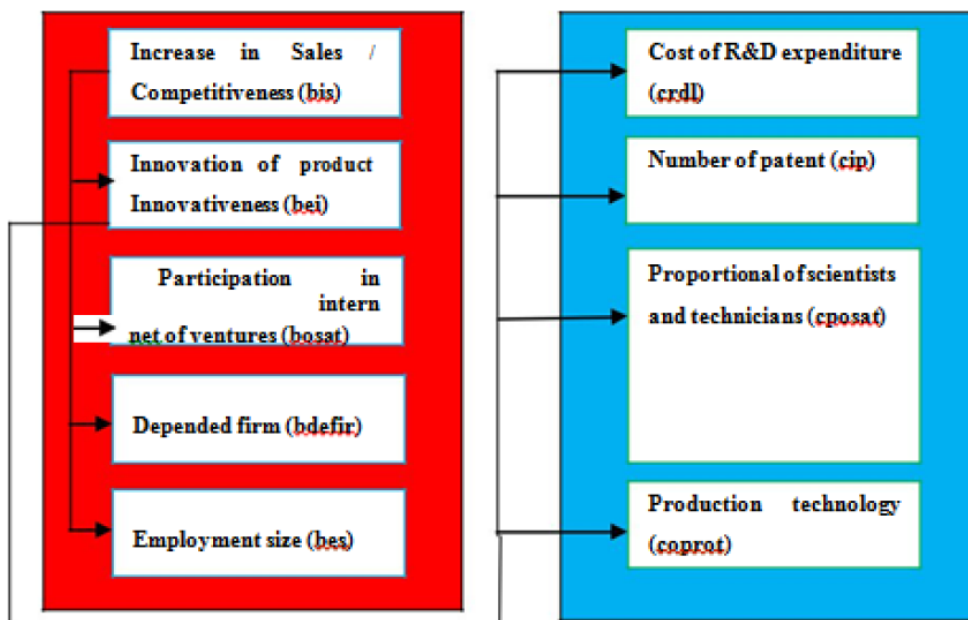 Increase in Sales /
Competitiveness (bis)
Innovation of product
Innovativeness (bei)
Participation in
intern
net of ventures (bosat)
Depended firm (bdefir)
Employment size (bes)
Cost of R&D expenditure
(crdl)
Number of patent (cip)
Proportional of scientists
and technicians (cposat)
Production technology
(coprot)